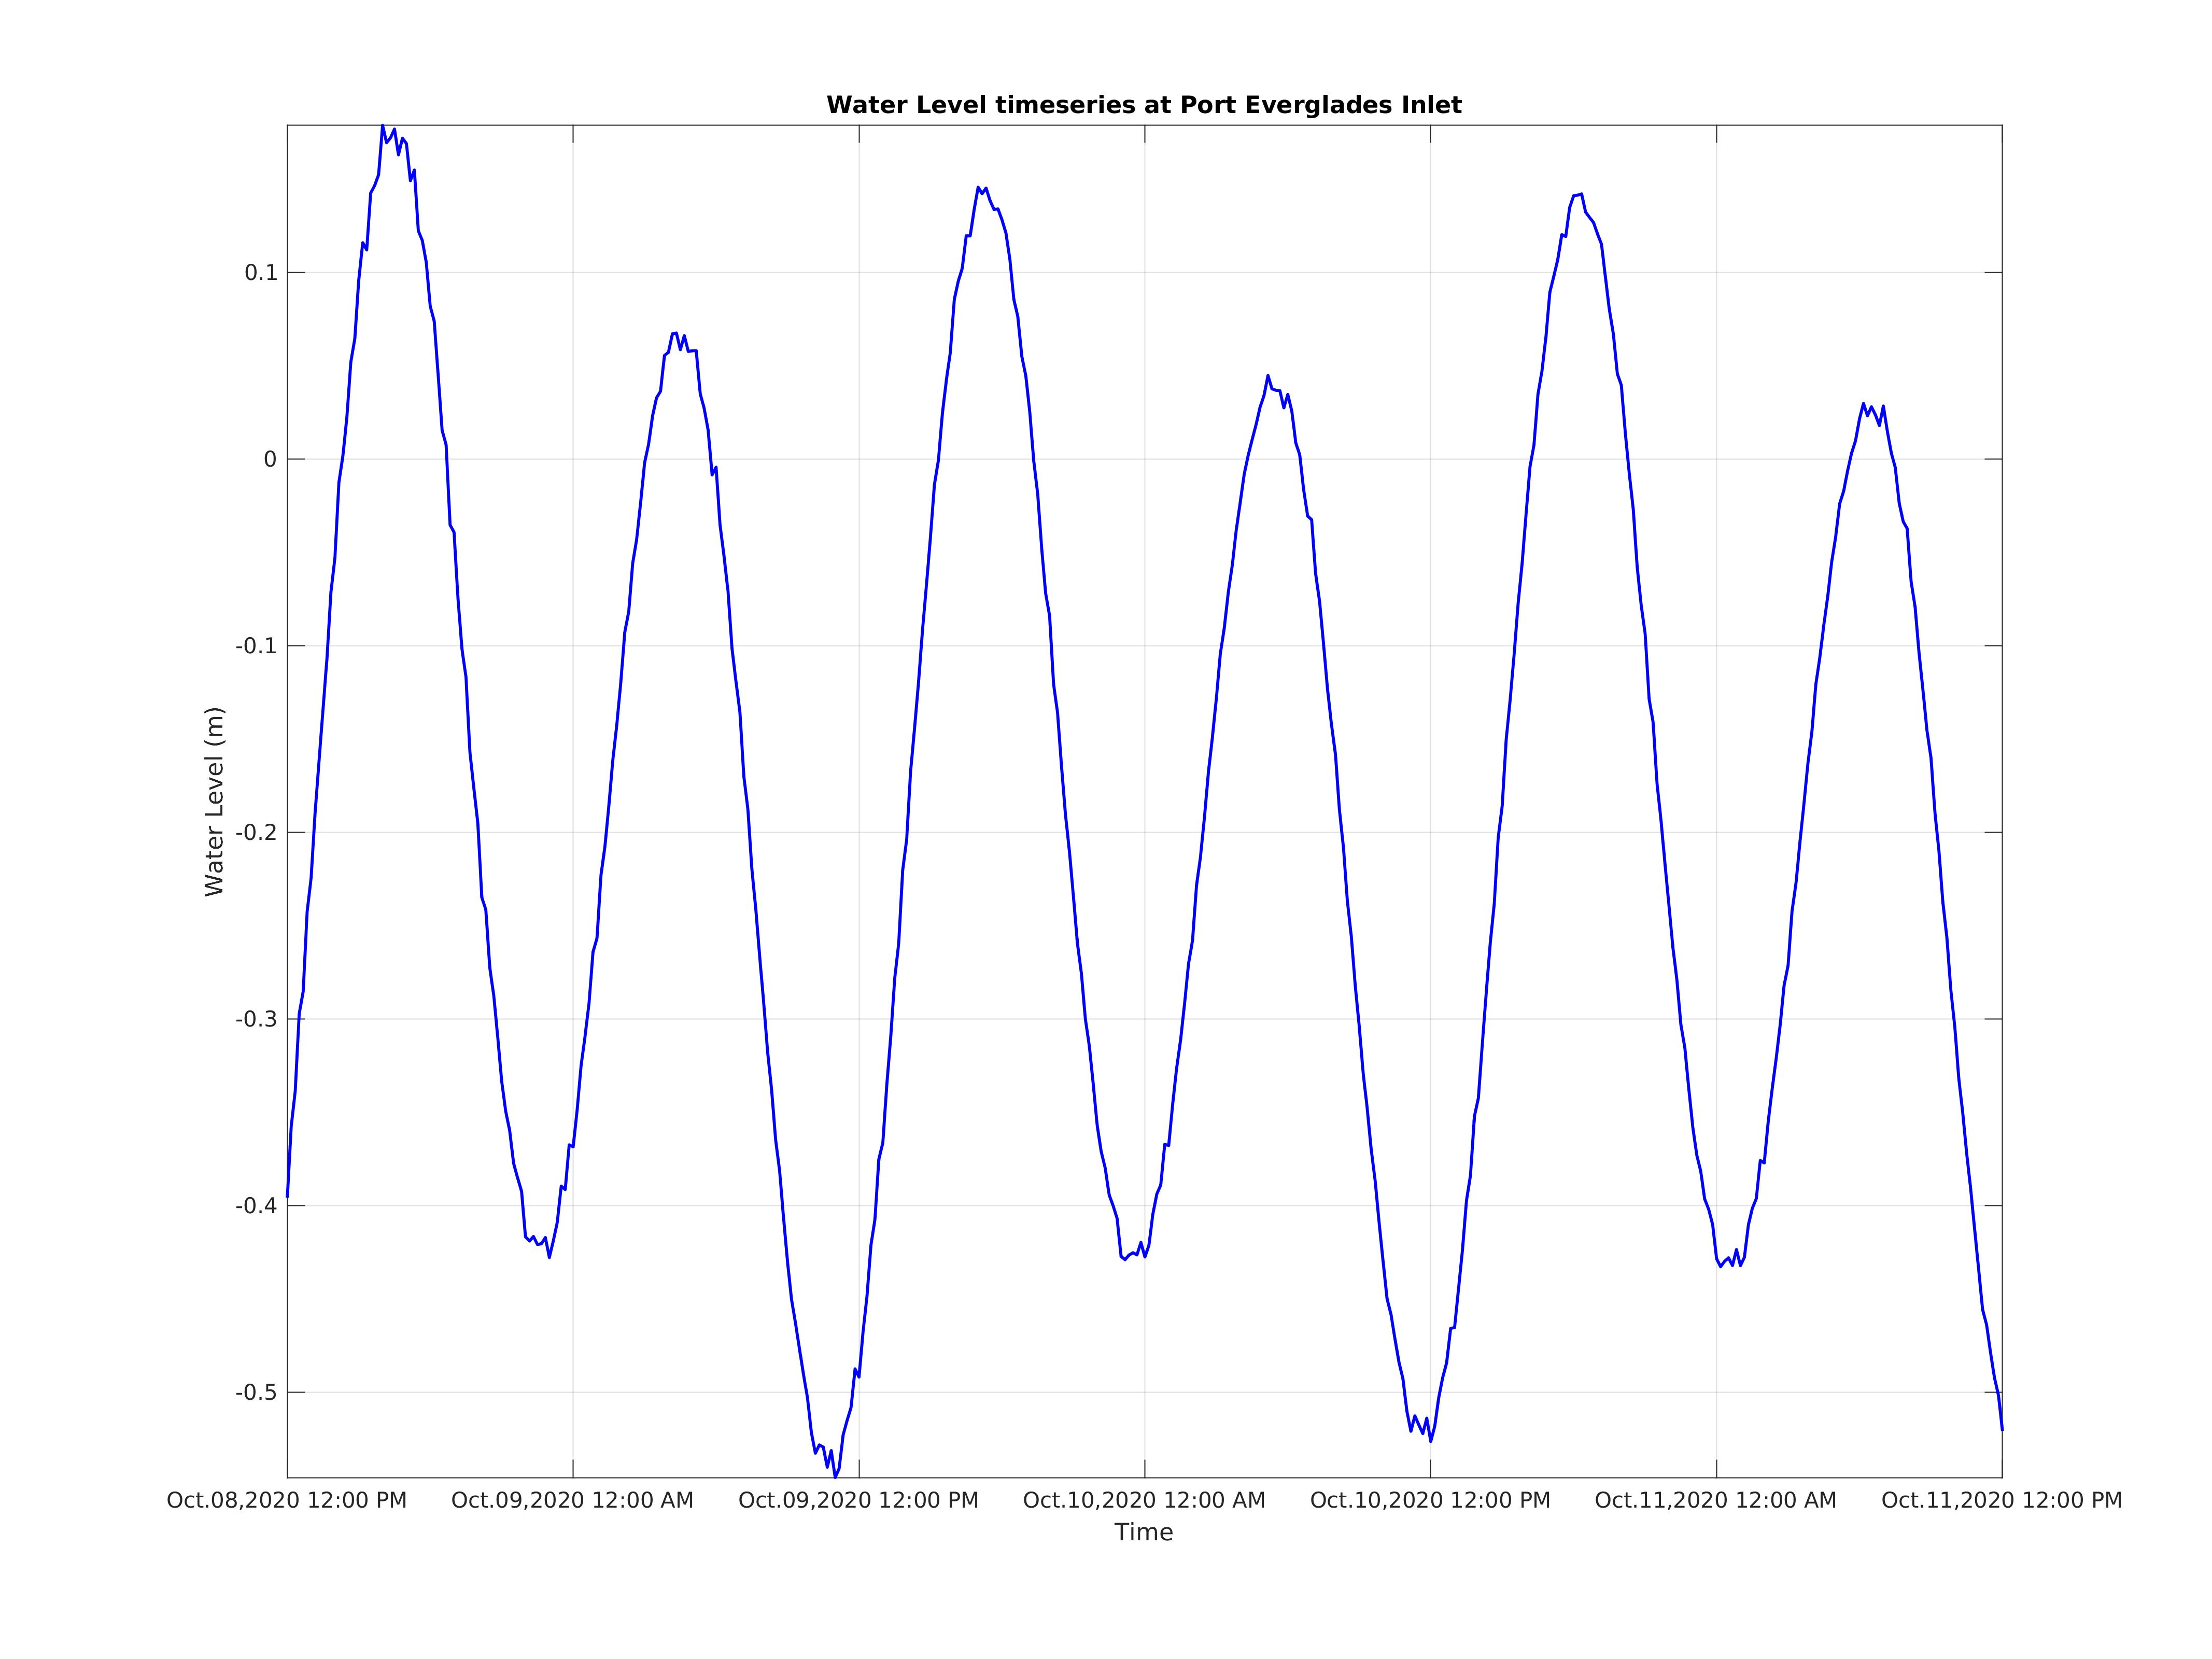 Water Level timeseries at Port Everglades Inlet
0.1
0
-0.1
-0.2
-0.3
-0.4
-0.5
Water Level (m)
Oct.08,2020 12:00 PM
Oct.09,2020 12:00 AM
Oct.09,2020 12:00 PM
Oct.10,2020 12:00 AM
Oct.10,2020 12:00 PM
Oct.11,2020 12:00 AM
Oct.11,2020 12:00 PM
Time